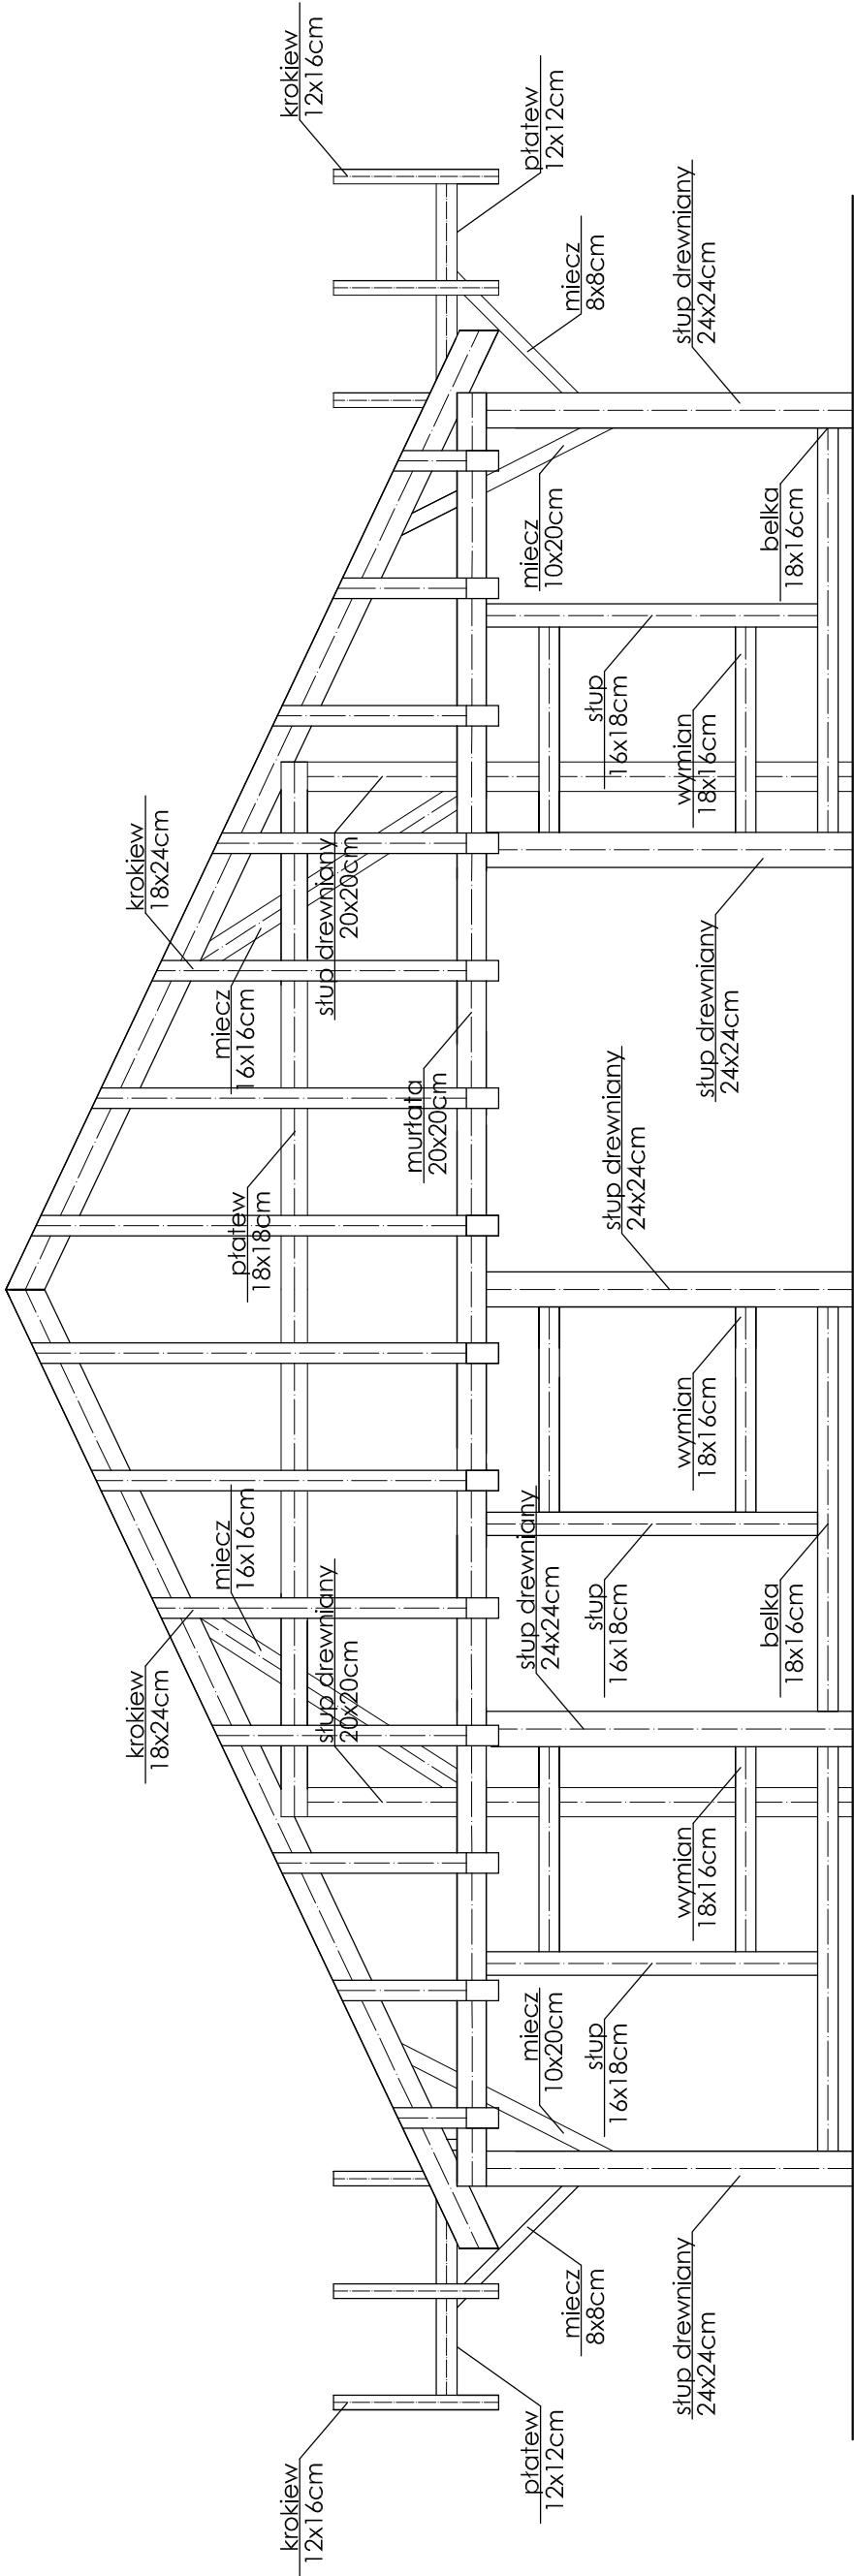 krokiew
18x24cm
krokiew
18x24cm
miecz
16x16cm
płatew
18x18cm
miecz
16x16cm
krokiew
12x16cm
krokiew
12x16cm
słup drewniany
20x20cm
słup drewniany
20x20cm
murłata
20x20cm
płatew
12x12cm
miecz
10x20cm
słup drewniany
24x24cm
miecz
10x20cm
płatew
12x12cm
miecz
8x8cm
słup
16x18cm
słup
16x18cm
słup drewniany
24x24cm
słup
16x18cm
miecz
8x8cm
słup drewniany
24x24cm
wymian
18x16cm
wymian
18x16cm
słup drewniany
24x24cm
wymian
18x16cm
słup drewniany
24x24cm
belka
18x16cm
belka
18x16cm